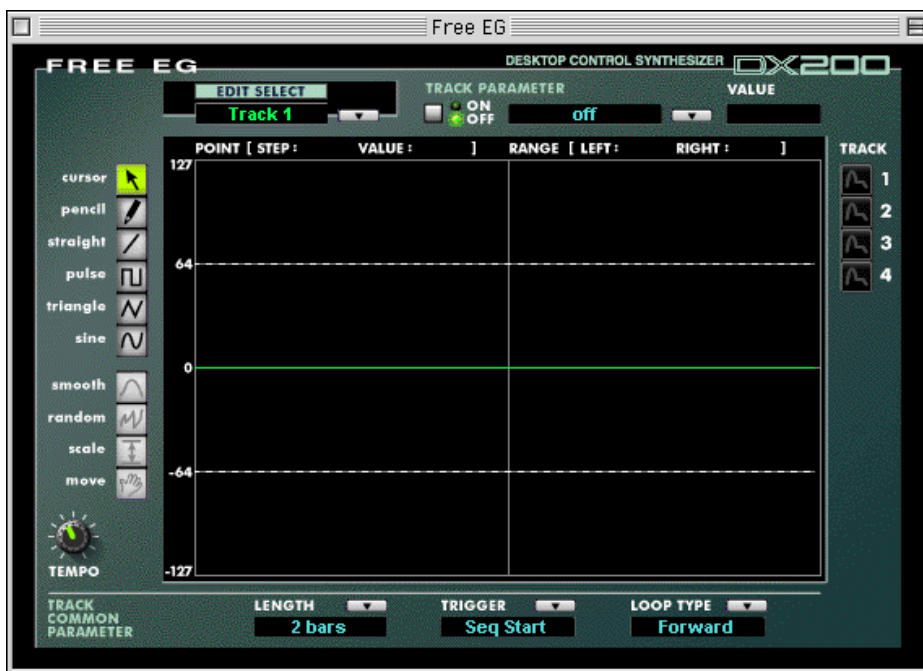 Free EG
FREE EG
DESKTOP CONTROL SYNTHESIZER DX200
EDIT SELECT
Track 1
TRACK PARAMETER
ON
OFF
off
VALUE
POINT [ STEP : VALUE : ] RANGE [ LEFT : RIGHT : ]
TRACK
1
2
3
4
127
64
0
-64
-127
cursor
pencil
straight
pulse
triangle
sine
smooth
random
scale
move
TEMPO
TRACK
COMMON
PARAMETER
LENGTH
2 bars
TRIGGER
Seq Start
LOOP TYPE
Forward